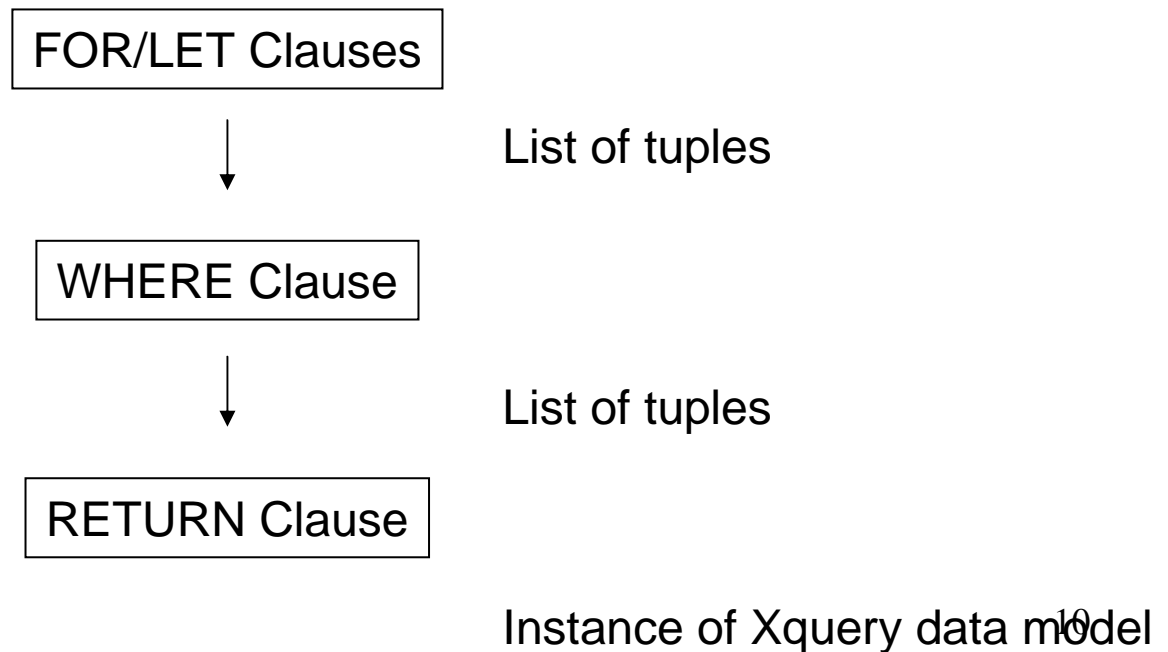 FOR/LET Clauses
List of tuples
WHERE Clause
List of tuples
RETURN Clause
Instance of Xquery data model
10